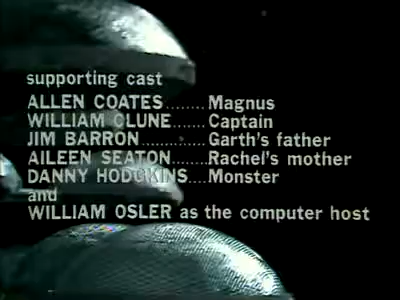 supporting cast
ALLEN COATES........Magnus
WILLIAM CLUNE.......Captain
JIM BARRON..........Garth's father
AILEEN SEATON.......Rachel's mother
DANNY HODGKINS....Monster
and
WILLIAM OSLER as the computer host